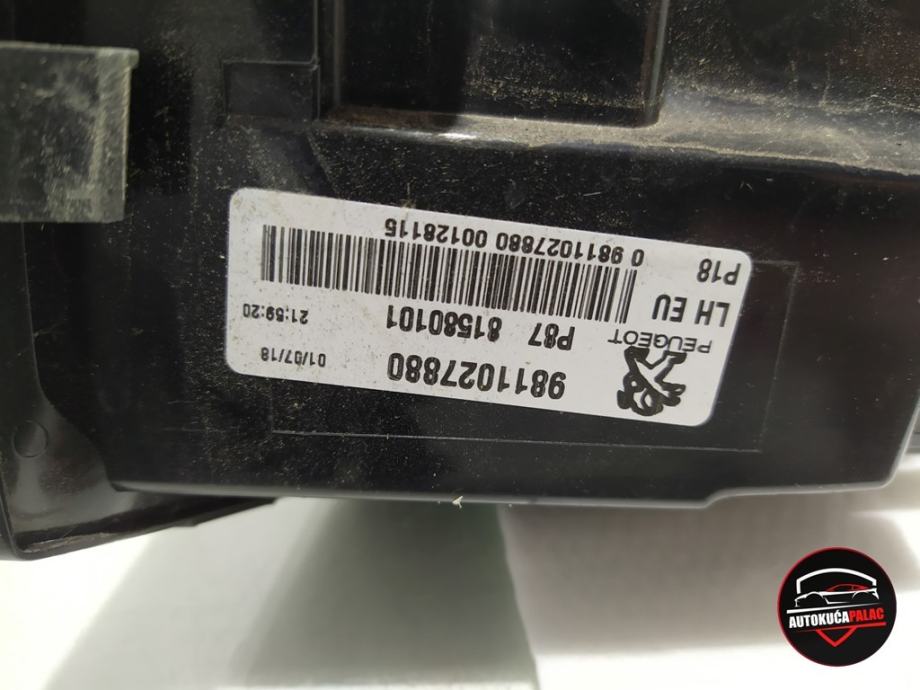 9811027880
01/07/18
PEUGEOT
P87 81580101
21:59:20
LH EU
P18
0 9811027880 00128115
AUTOKUĆAPALAC